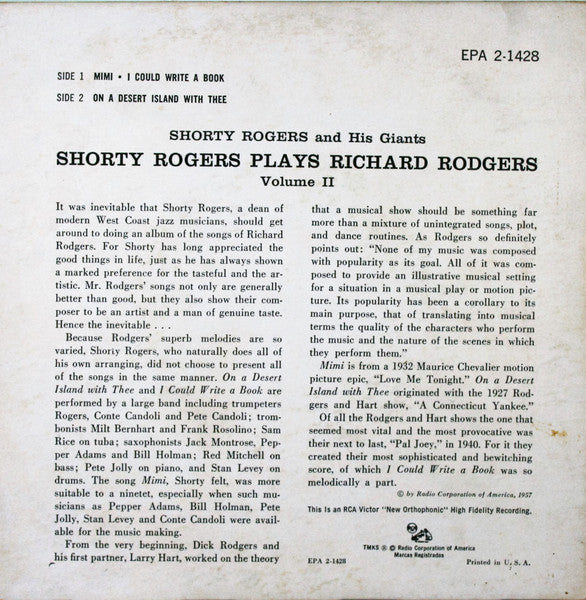 EPA 2-1428
SIDE 1 MIMI • I COULD WRITE A BOOK
SIDE 2 ON A DESERT ISLAND WITH THEE
SHORTY ROGERS and His Giants
SHORTY ROGERS PLAYS RICHARD RODGERS
Volume II
It was inevitable that Shorty Rogers, a dean of
modern West Coast jazz musicians, should get
around to doing an album of the songs of Richard
Rodgers. For Shorty has long appreciated the
good things in life, just as he has always shown
a marked preference for the tasteful and the ar-
tistic. Mr. Rodgers' songs not only are generally
better than good, but they also show their com-
poser to be an artist and a man of genuine taste.
Hence the inevitable . . .
Because Rodgers' superb melodies are so
varied, Shorty Rogers, who naturally does all of
his own arranging, did not choose to present all
of the songs in the same manner. On a Desert
Island with Thee and I Could Write a Book are
performed by a large band including trumpeters
Rogers, Conte Candoli and Pete Candoli; trom-
bonists Milt Bernhart and Frank Rosolino; Sam
Rice on tuba; saxophonists Jack Montrose, Pep-
per Adams and Bill Holman; Red Mitchell on
bass; Pete Jolly on piano, and Stan Levey on
drums. The song Mimi, Shorty felt, was more
suitable to a ninetet, especially when such mu-
sicians as Pepper Adams, Bill Holman, Pete
Jolly, Stan Levey and Conte Candoli were avail-
able for the music making.
From the very beginning, Dick Rodgers and
his first partner, Larry Hart, worked on the theory
that a musical show should be something far
more than a mixture of unintegrated songs, plot,
and dance routines. As Rodgers so definitely
points out: "None of my music was composed
with popularity as its goal. All of it was com-
posed to provide an illustrative musical setting
for a situation in a musical play or motion pic-
ture. Its popularity has been a corollary to its
main purpose, that of translating into musical
terms the quality of the characters who perform
the music and the nature of the scenes in which
they perform them."
Mimi is from a 1932 Maurice Chevalier motion
picture epic, "Love Me Tonight." On a Desert
Island with Thee originated with the 1927 Rod-
gers and Hart show, "A Connecticut Yankee."
Of all the Rodgers and Hart shows the one that
seemed most vital and the most provocative was
their next to last, "Pal Joey," in 1940. For it they
created their most sophisticated and bewitching
score, of which I Could Write a Book was so
melodically a part.
© by Radio Corporation of America, 1957
This Is an RCA Victor "New Orthophonic" High Fidelity Recording.
TMKS ® © Radio Corporation of America
Marcas Registradas
EPA 2-1428
Printed in U. S. A.